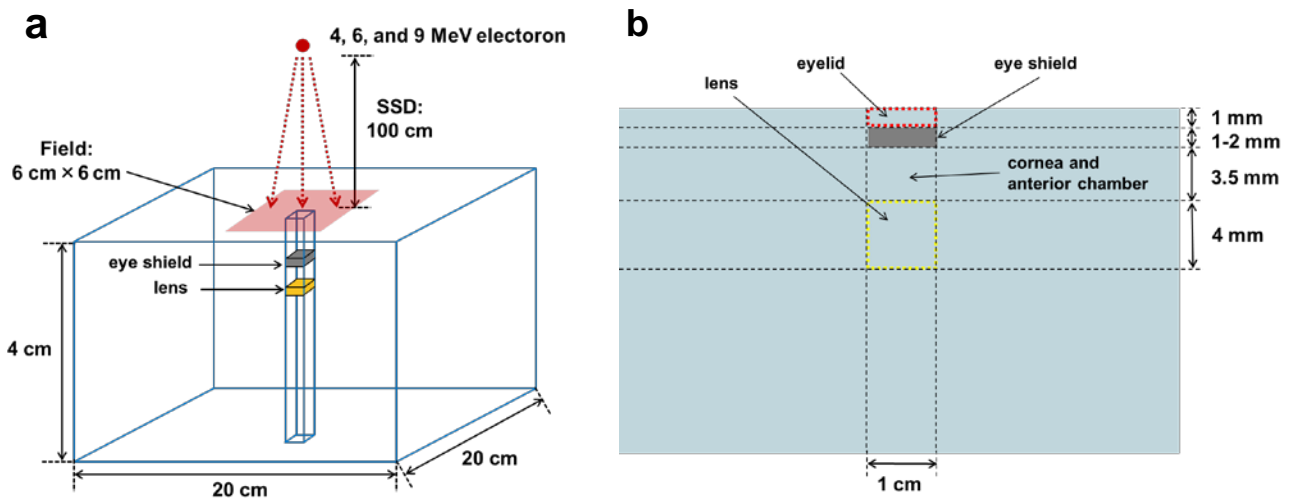 a
4, 6, and 9 MeV electoron
SSD:
100 cm
Field:
6 cm × 6 cm
eye shield
lens
4 cm
20 cm
20 cm
b
eyelid
eye shield
lens
1 mm
1-2 mm
cornea and
anterior chamber
3.5 mm
4 mm
1 cm